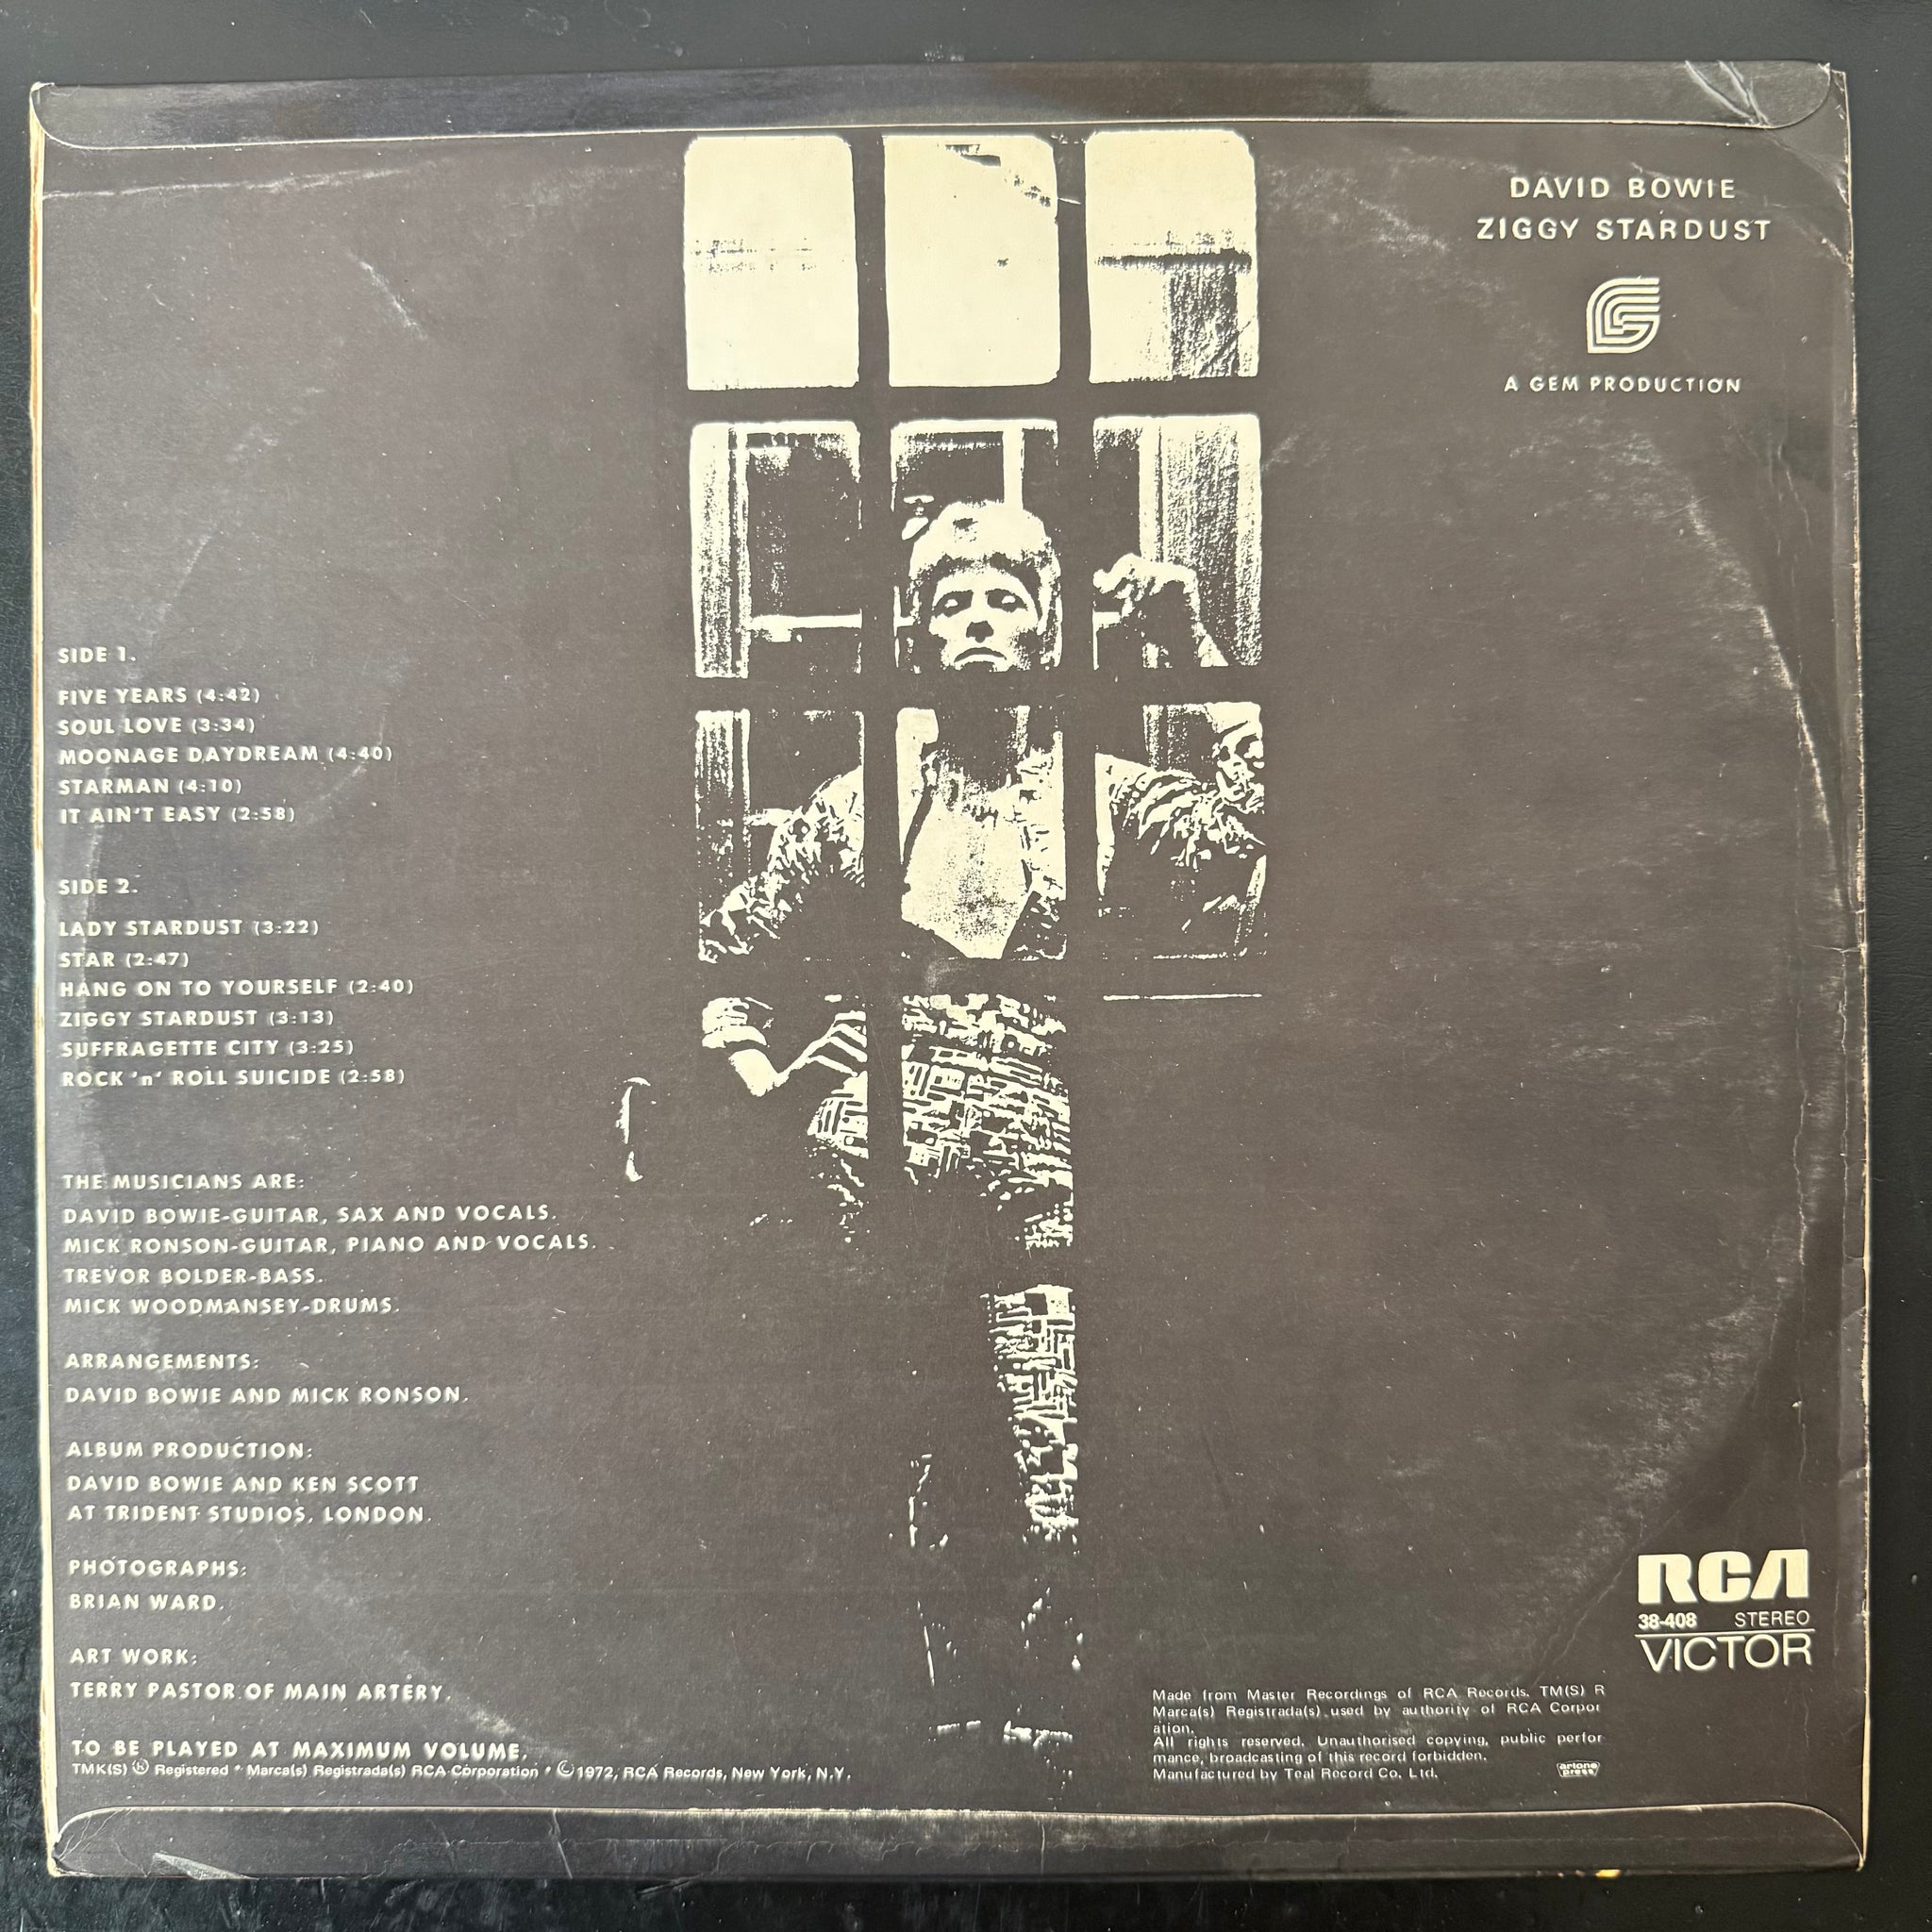 DAVID BOWIE
ZIGGY STARDUST
A GEM PRODUCTION
SIDE 1.
FIVE YEARS (4:42)
SOUL LOVE (3:34)
MOONAGE DAYDREAM (4:40)
STARMAN (4:10)
IT AIN'T EASY (2:58)
SIDE 2.
LADY STARDUST (3:22)
STAR (2:47)
HANG ON TO YOURSELF (2:40)
ZIGGY STARDUST (3:13)
SUFFRAGETTE CITY (3:25)
ROCK 'n' ROLL SUICIDE (2:58)
THE MUSICIANS ARE:
DAVID BOWIE-GUITAR, SAX AND VOCALS.
MICK RONSON-GUITAR, PIANO AND VOCALS.
TREVOR BOLDER-BASS.
MICK WOODMANSEY-DRUMS.
ARRANGEMENTS:
DAVID BOWIE AND MICK RONSON.
ALBUM PRODUCTION:
DAVID BOWIE AND KEN SCOTT
AT TRIDENT STUDIOS, LONDON.
PHOTOGRAPHS:
BRIAN WARD.
ART WORK:
TERRY PASTOR OF MAIN ARTERY.
TO BE PLAYED AT MAXIMUM VOLUME.
TMK(S) ® Registered • Marca(s) Registrada(s) RCA Corporation • © 1972, RCA Records, New York, N.Y.
RCA
38-408 STEREO
VICTOR
Made from Master Recordings of RCA Records. TM(S) R
Marca(s) Registrada(s) used by authority of RCA Corpor
ation.
All rights reserved. Unauthorised copying, public perfor
mance, broadcasting of this record forbidden.
Manufactured by Teal Record Co. Ltd.
artone
press